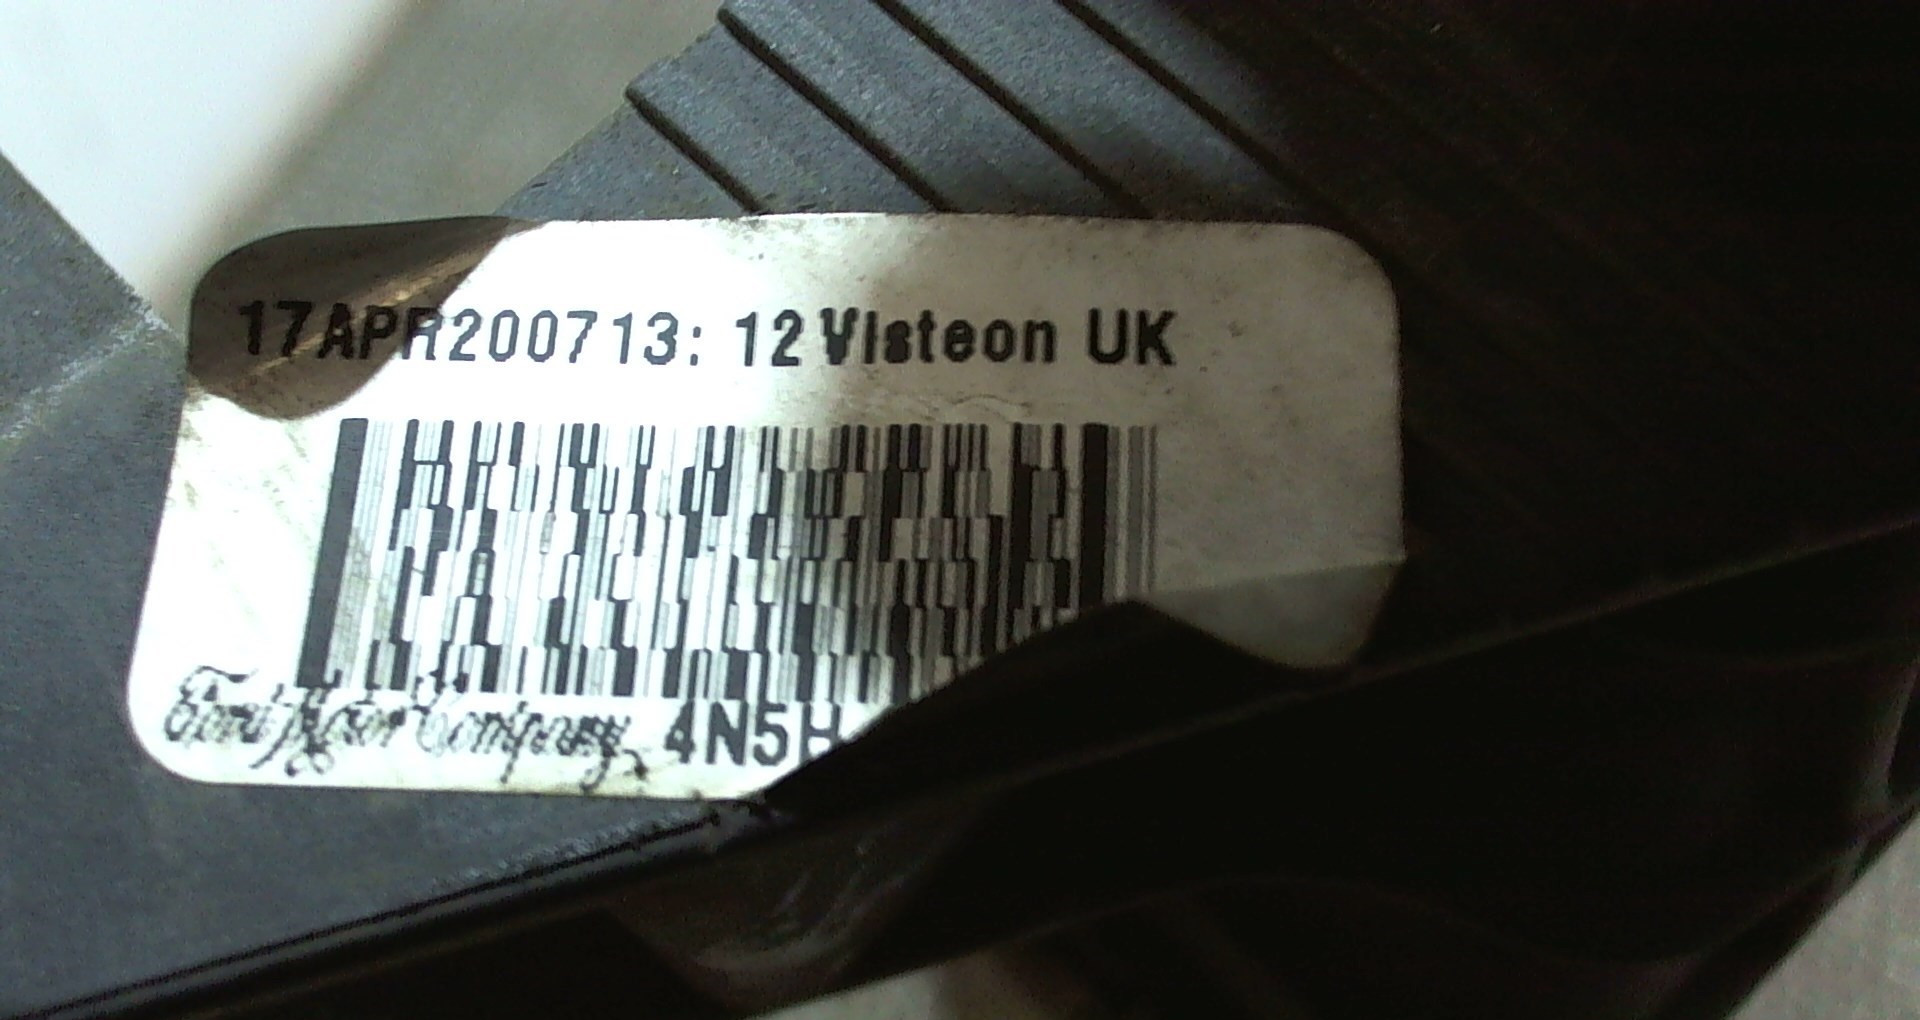 17APR200713: 12 Visteon UK
Ford Motor Company 4N5H